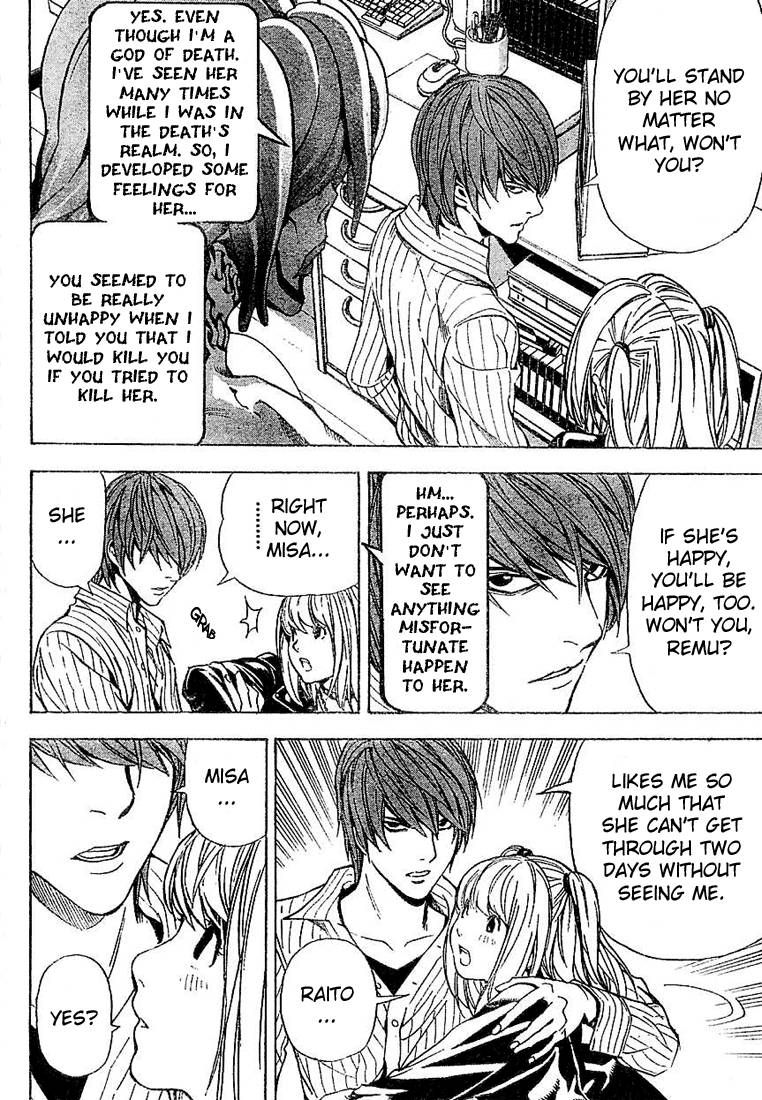 YOU'LL STAND
BY HER NO
MATTER
WHAT, WON'T
YOU?
YES. EVEN
THOUGH I'M A
GOD OF DEATH.
I'VE SEEN HER
MANY TIMES
WHILE I WAS IN
THE DEATH'S
REALM. SO, I
DEVELOPED SOME
FEELINGS FOR
HER...
YOU SEEMED TO
BE REALLY
UNHAPPY WHEN I
TOLD YOU THAT I
WOULD KILL YOU
IF YOU TRIED TO
KILL HER.
IF SHE'S
HAPPY,
YOU'LL BE
HAPPY, TOO.
WON'T YOU,
REMU?
HM...
PERHAPS.
I JUST
DON'T
WANT TO
SEE
ANYTHING
MISFOR-
TUNATE
HAPPEN
TO HER.
RIGHT
NOW,
MISA...
........
GRAB
SHE
...
LIKES ME SO
MUCH THAT
SHE CAN'T GET
THROUGH TWO
DAYS WITHOUT
SEEING ME.
RAITO
...
MISA
...
YES?